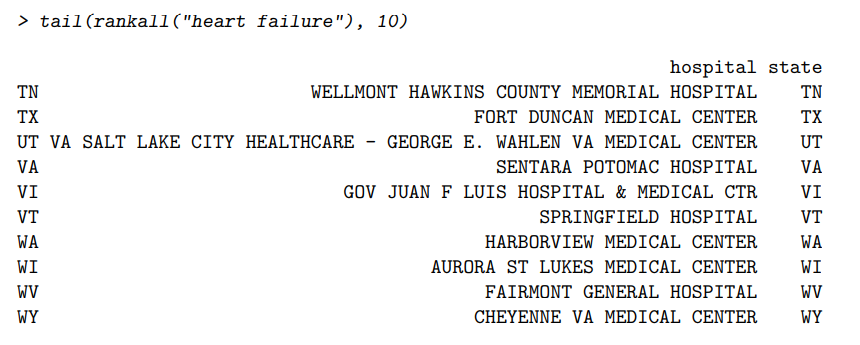 > tail(rankall("heart failure"), 10)
hospital state
TN WELLMONT HAWKINS COUNTY MEMORIAL HOSPITAL TN
TX FORT DUNCAN MEDICAL CENTER TX
UT VA SALT LAKE CITY HEALTHCARE - GEORGE E. WAHLEN VA MEDICAL CENTER UT
VA SENTARA POTOMAC HOSPITAL VA
VI GOV JUAN F LUIS HOSPITAL & MEDICAL CTR VI
VT SPRINGFIELD HOSPITAL VT
WA HARBORVIEW MEDICAL CENTER WA
WI AURORA ST LUKES MEDICAL CENTER WI
WV FAIRMONT GENERAL HOSPITAL WV
WY CHEYENNE VA MEDICAL CENTER WY